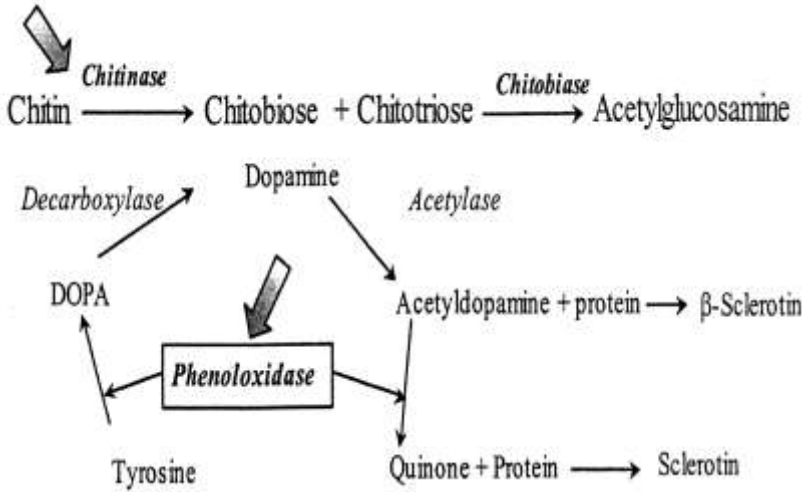 Chitinase Chitobiase
Chitin Chitobiose + Chitotriose Acetylglucosamine
Dopamine
Decarboxylase Acetylase
DOPA Acetyldopamine + protein β-Sclerotin
Phenoloxidase
Tyrosine Quinone + Protein Sclerotin